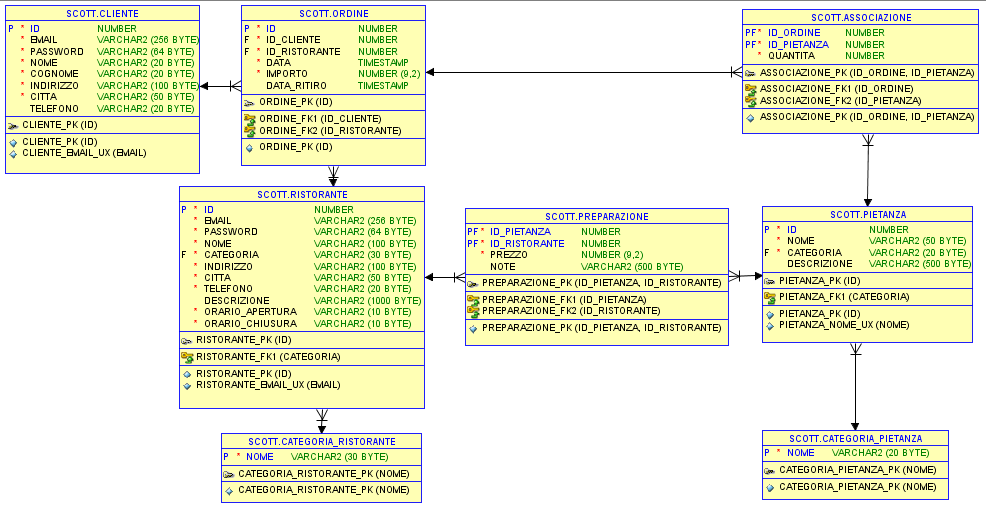 SCOTT.CLIENTE
P * ID NUMBER
* EMAIL VARCHAR2 (256 BYTE)
* PASSWORD VARCHAR2 (64 BYTE)
* NOME VARCHAR2 (20 BYTE)
* COGNOME VARCHAR2 (20 BYTE)
* INDIRIZZO VARCHAR2 (100 BYTE)
* CITTA VARCHAR2 (50 BYTE)
TELEFONO VARCHAR2 (20 BYTE)
CLIENTE_PK (ID)
CLIENTE_PK (ID)
CLIENTE_EMAIL_UX (EMAIL)
SCOTT.ORDINE
P * ID NUMBER
F * ID_CLIENTE NUMBER
F * ID_RISTORANTE NUMBER
* DATA TIMESTAMP
* IMPORTO NUMBER (9,2)
DATA_RITIRO TIMESTAMP
ORDINE_PK (ID)
ORDINE_FK1 (ID_CLIENTE)
ORDINE_FK2 (ID_RISTORANTE)
ORDINE_PK (ID)
SCOTT.ASSOCIAZIONE
PF* ID_ORDINE NUMBER
PF* ID_PIETANZA NUMBER
* QUANTITA NUMBER
ASSOCIAZIONE_PK (ID_ORDINE, ID_PIETANZA)
ASSOCIAZIONE_FK1 (ID_ORDINE)
ASSOCIAZIONE_FK2 (ID_PIETANZA)
ASSOCIAZIONE_PK (ID_ORDINE, ID_PIETANZA)
SCOTT.RISTORANTE
P * ID NUMBER
* EMAIL VARCHAR2 (256 BYTE)
* PASSWORD VARCHAR2 (64 BYTE)
* NOME VARCHAR2 (100 BYTE)
F * CATEGORIA VARCHAR2 (30 BYTE)
* INDIRIZZO VARCHAR2 (100 BYTE)
* CITTA VARCHAR2 (50 BYTE)
* TELEFONO VARCHAR2 (20 BYTE)
DESCRIZIONE VARCHAR2 (1000 BYTE)
* ORARIO_APERTURA VARCHAR2 (10 BYTE)
* ORARIO_CHIUSURA VARCHAR2 (10 BYTE)
RISTORANTE_PK (ID)
RISTORANTE_FK1 (CATEGORIA)
RISTORANTE_PK (ID)
RISTORANTE_EMAIL_UX (EMAIL)
SCOTT.PREPARAZIONE
PF* ID_PIETANZA NUMBER
PF* ID_RISTORANTE NUMBER
* PREZZO NUMBER (9,2)
NOTE VARCHAR2 (500 BYTE)
PREPARAZIONE_PK (ID_PIETANZA, ID_RISTORANTE)
PREPARAZIONE_FK1 (ID_PIETANZA)
PREPARAZIONE_FK2 (ID_RISTORANTE)
PREPARAZIONE_PK (ID_PIETANZA, ID_RISTORANTE)
SCOTT.PIETANZA
P * ID NUMBER
* NOME VARCHAR2 (50 BYTE)
F * CATEGORIA VARCHAR2 (20 BYTE)
DESCRIZIONE VARCHAR2 (500 BYTE)
PIETANZA_PK (ID)
PIETANZA_FK1 (CATEGORIA)
PIETANZA_PK (ID)
PIETANZA_NOME_UX (NOME)
SCOTT.CATEGORIA_RISTORANTE
P * NOME VARCHAR2 (30 BYTE)
CATEGORIA_RISTORANTE_PK (NOME)
CATEGORIA_RISTORANTE_PK (NOME)
SCOTT.CATEGORIA_PIETANZA
P * NOME VARCHAR2 (20 BYTE)
CATEGORIA_PIETANZA_PK (NOME)
CATEGORIA_PIETANZA_PK (NOME)